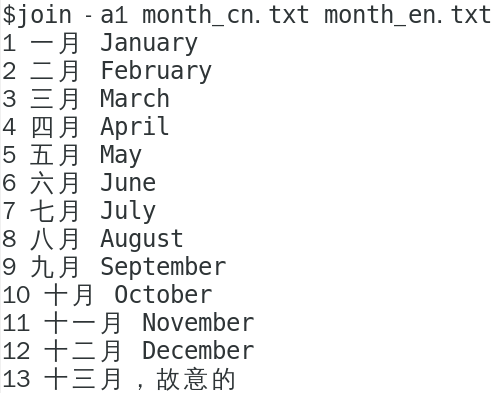 $join -a1 month_cn.txt month_en.txt
1 一月 January
2 二月 February
3 三月 March
4 四月 April
5 五月 May
6 六月 June
7 七月 July
8 八月 August
9 九月 September
10 十月 October
11 十一月 November
12 十二月 December
13 十三月，故意的